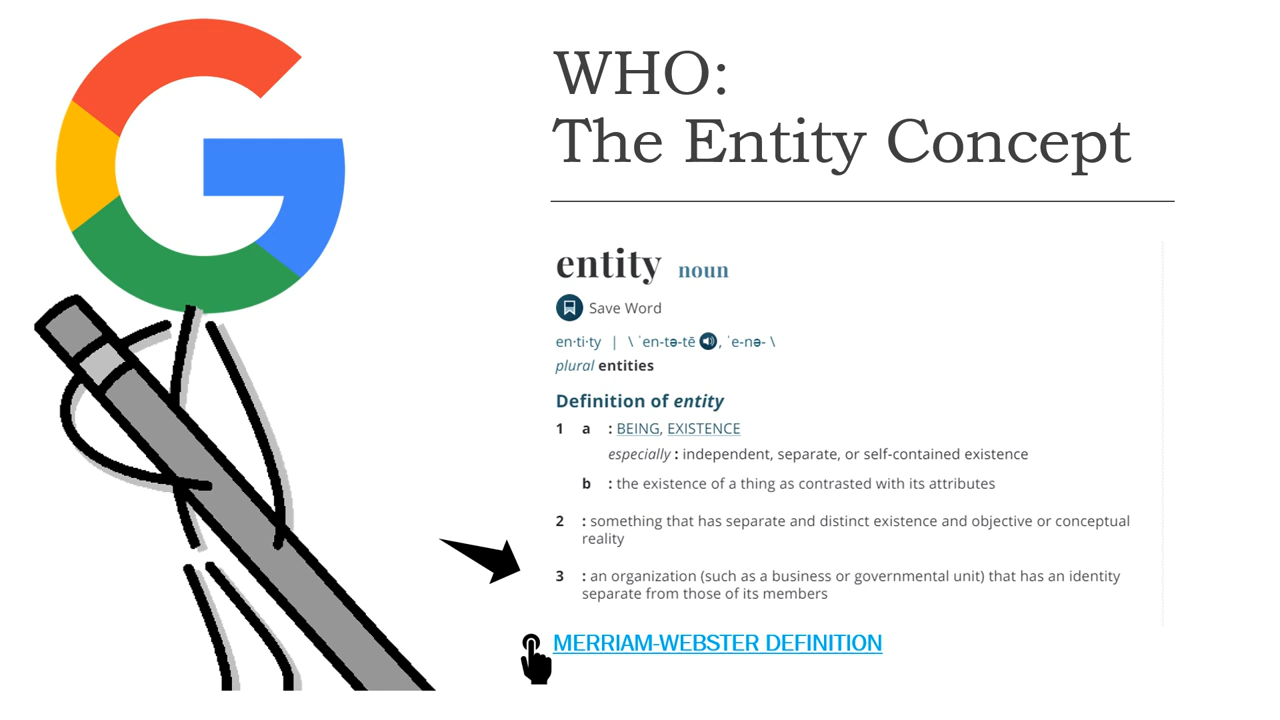 WHO:
The Entity Concept
entity noun
Save Word
en·ti·ty | \ ˈen-tə-tē , ˈe-nə- \
plural entities
Definition of entity
1 a : BEING, EXISTENCE
especially : independent, separate, or self-contained existence
b : the existence of a thing as contrasted with its attributes
2 : something that has separate and distinct existence and objective or conceptual
reality
3 : an organization (such as a business or governmental unit) that has an identity
separate from those of its members
MERRIAM-WEBSTER DEFINITION